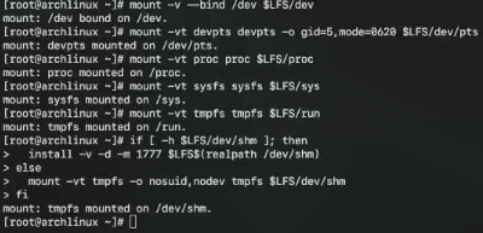 [root@archlinux ~]# mount -v --bind /dev $LFS/dev
mount: /dev bound on /dev.
[root@archlinux ~]# mount -vt devpts devpts -o gid=5,mode=0620 $LFS/dev/pts
mount: devpts mounted on /dev/pts.
[root@archlinux ~]# mount -vt proc proc $LFS/proc
mount: proc mounted on /proc.
[root@archlinux ~]# mount -vt sysfs sysfs $LFS/sys
mount: sysfs mounted on /sys.
[root@archlinux ~]# mount -vt tmpfs tmpfs $LFS/run
mount: tmpfs mounted on /run.
[root@archlinux ~]# if [ -h $LFS/dev/shm ]; then
>   install -v -d -m 1777 $LFS$(realpath /dev/shm)
> else
>   mount -vt tmpfs -o nosuid,nodev tmpfs $LFS/dev/shm
> fi
mount: tmpfs mounted on /dev/shm.
[root@archlinux ~]#